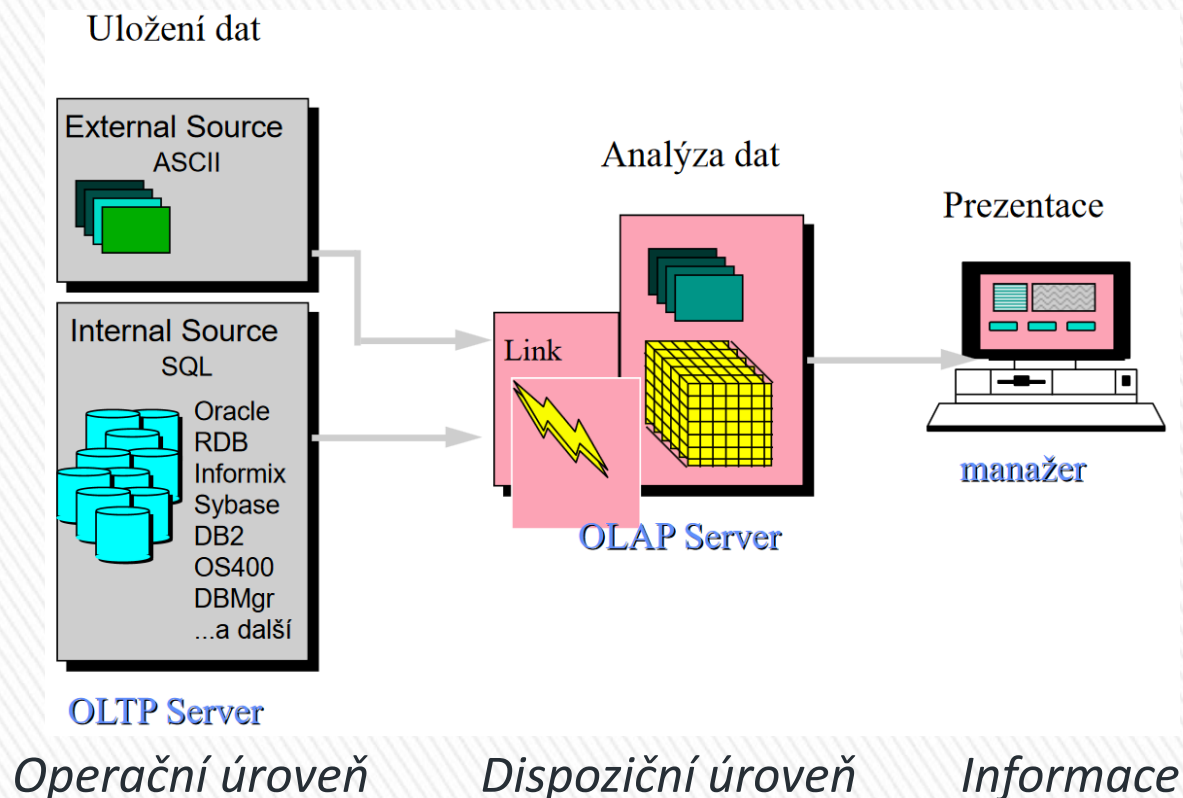 Uložení dat
External Source
ASCII
Internal Source
SQL
Oracle
RDB
Informix
Sybase
DB2
OS400
DBMgr
...a další
OLTP Server
Analýza dat
Link
OLAP Server
Prezentace
manažer
Operační úroveň
Dispoziční úroveň
Informace